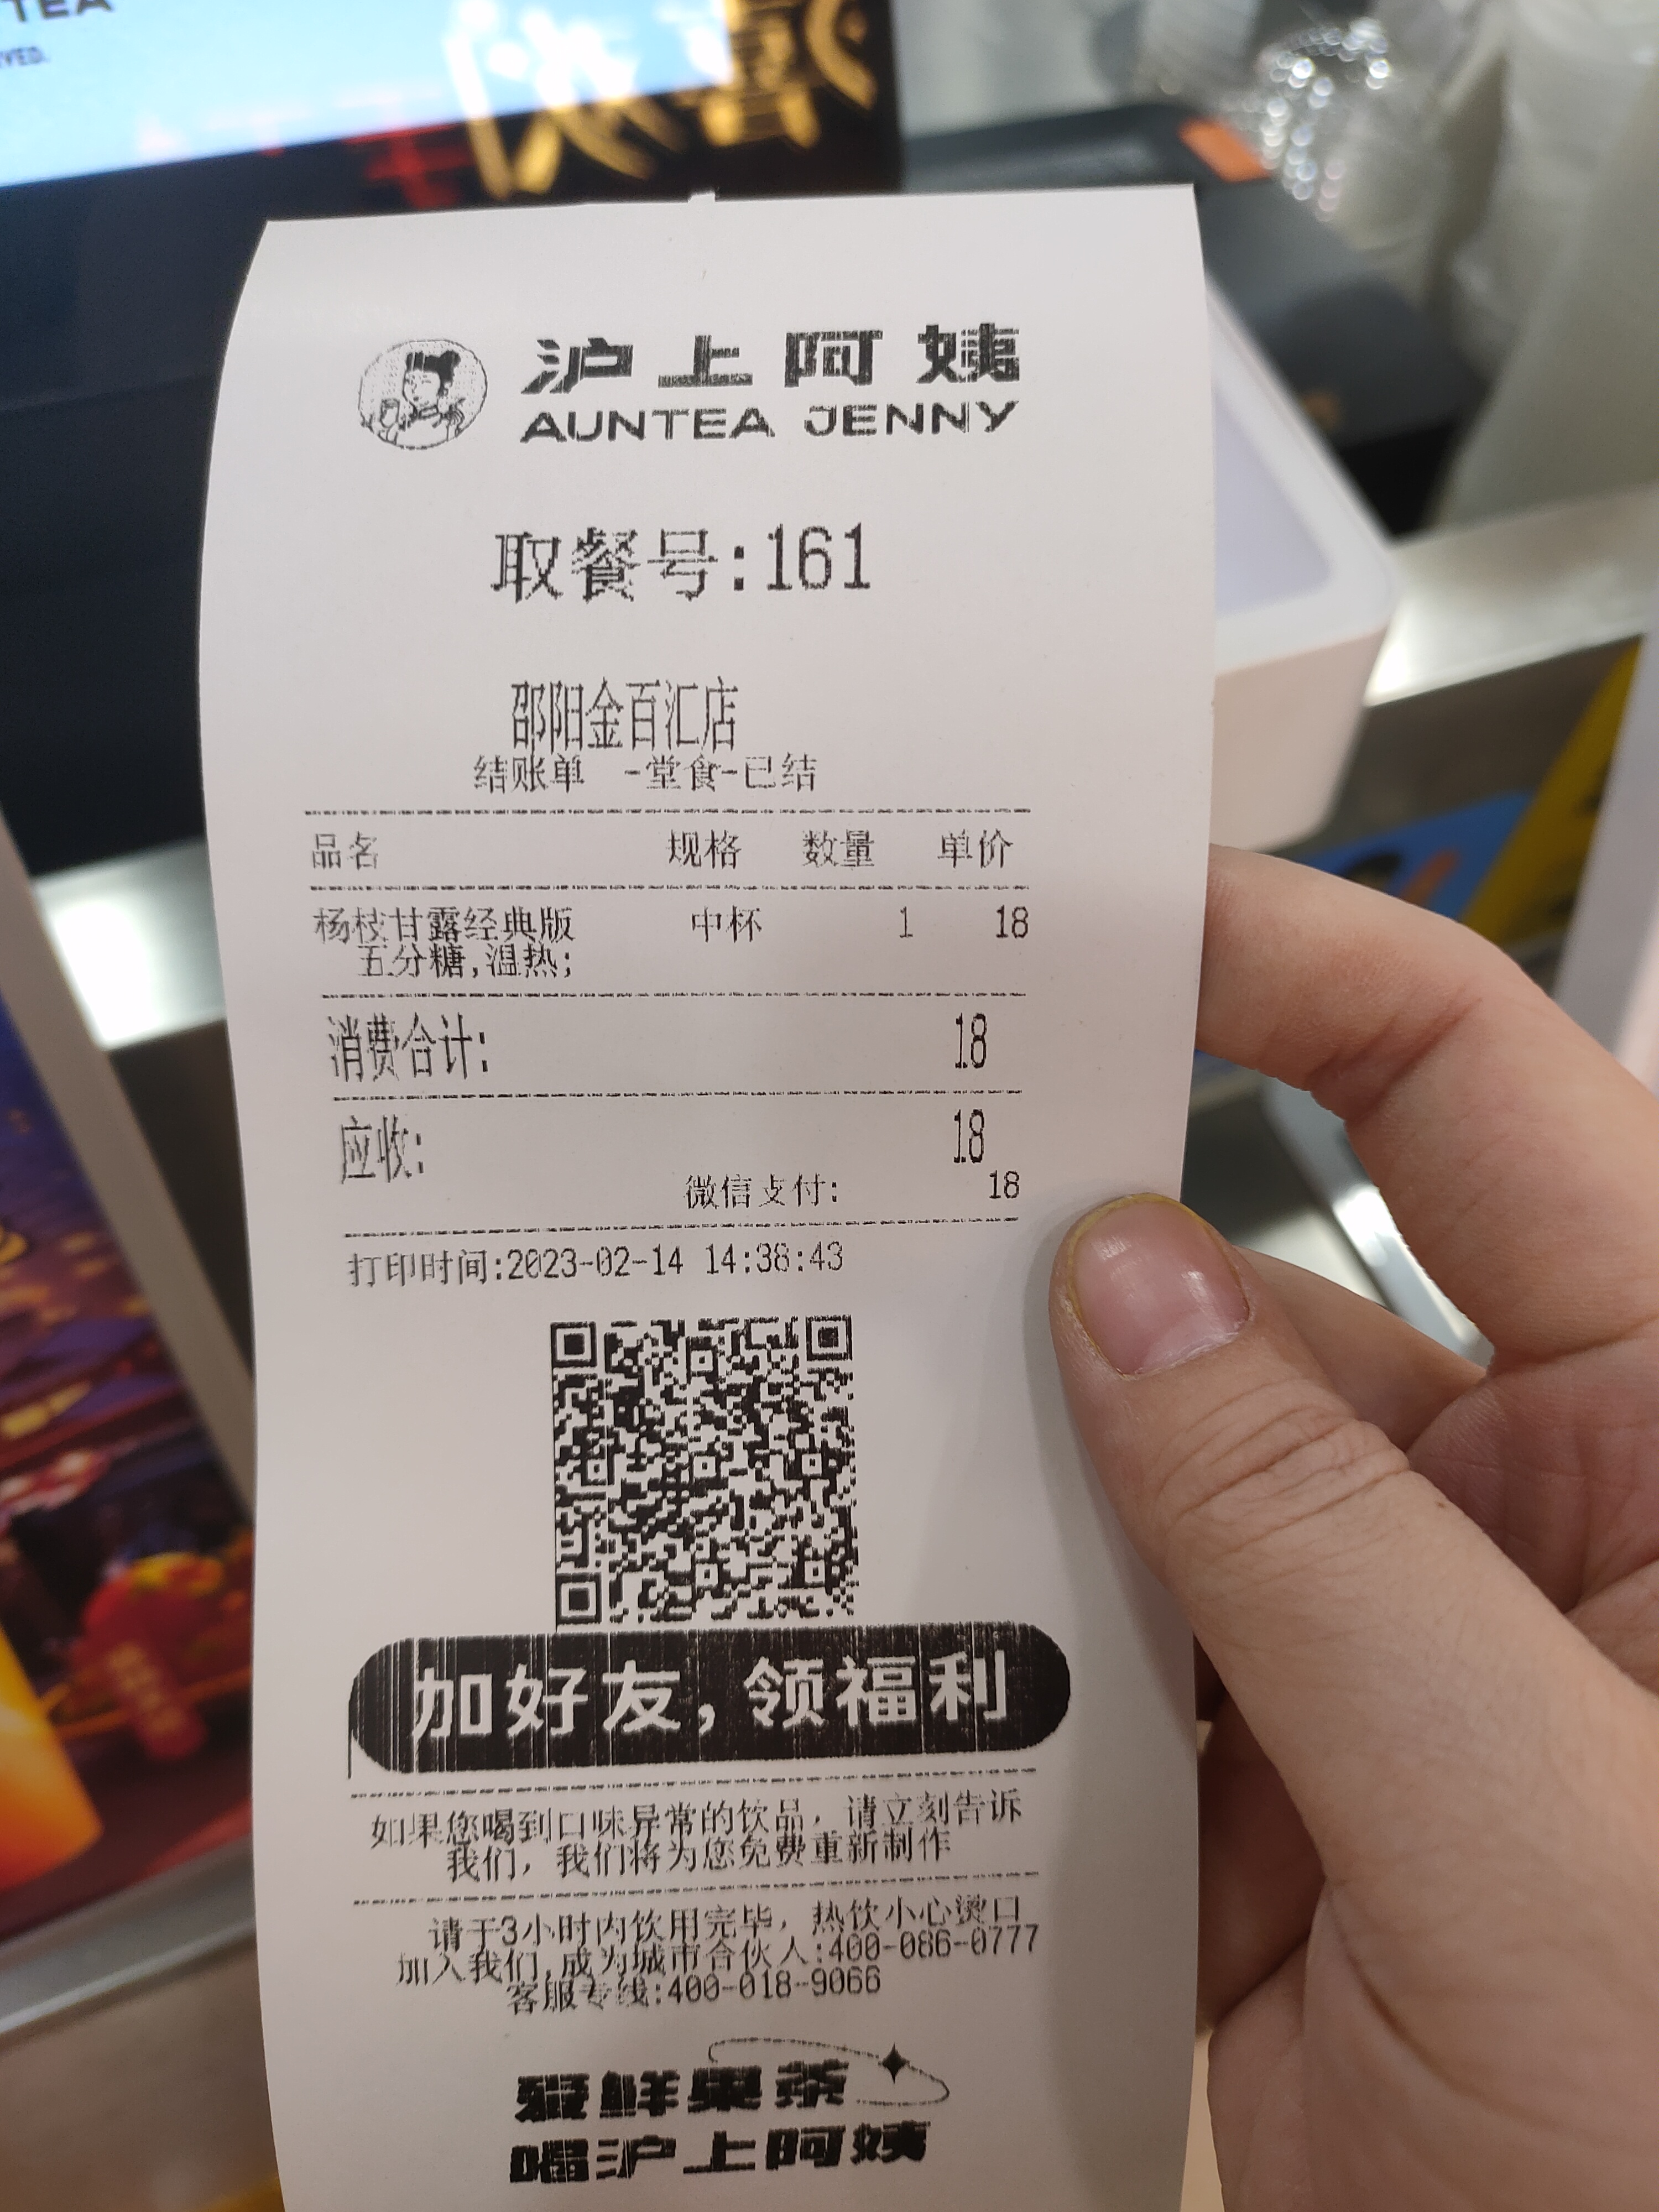 TEA
VED.
沪上阿姨
AUNTEA JENNY
取餐号:161
邵阳金百汇店
结账单 -堂食-已结
品名 规格 数量 单价
杨枝甘露经典版 中杯 1 18
五分糖,温热;
消费合计: 18
应收: 18
微信支付: 18
打印时间:2023-02-14 14:38:43
加好友,领福利
如果您喝到口味异常的饮品，请立刻告诉
我们，我们将为您免费重新制作
请于3小时内饮用完毕，热饮小心烫口
加入我们,成为城市合伙人:400-086-0777
客服专线:400-018-9066
爱鲜果茶
喝沪上阿姨